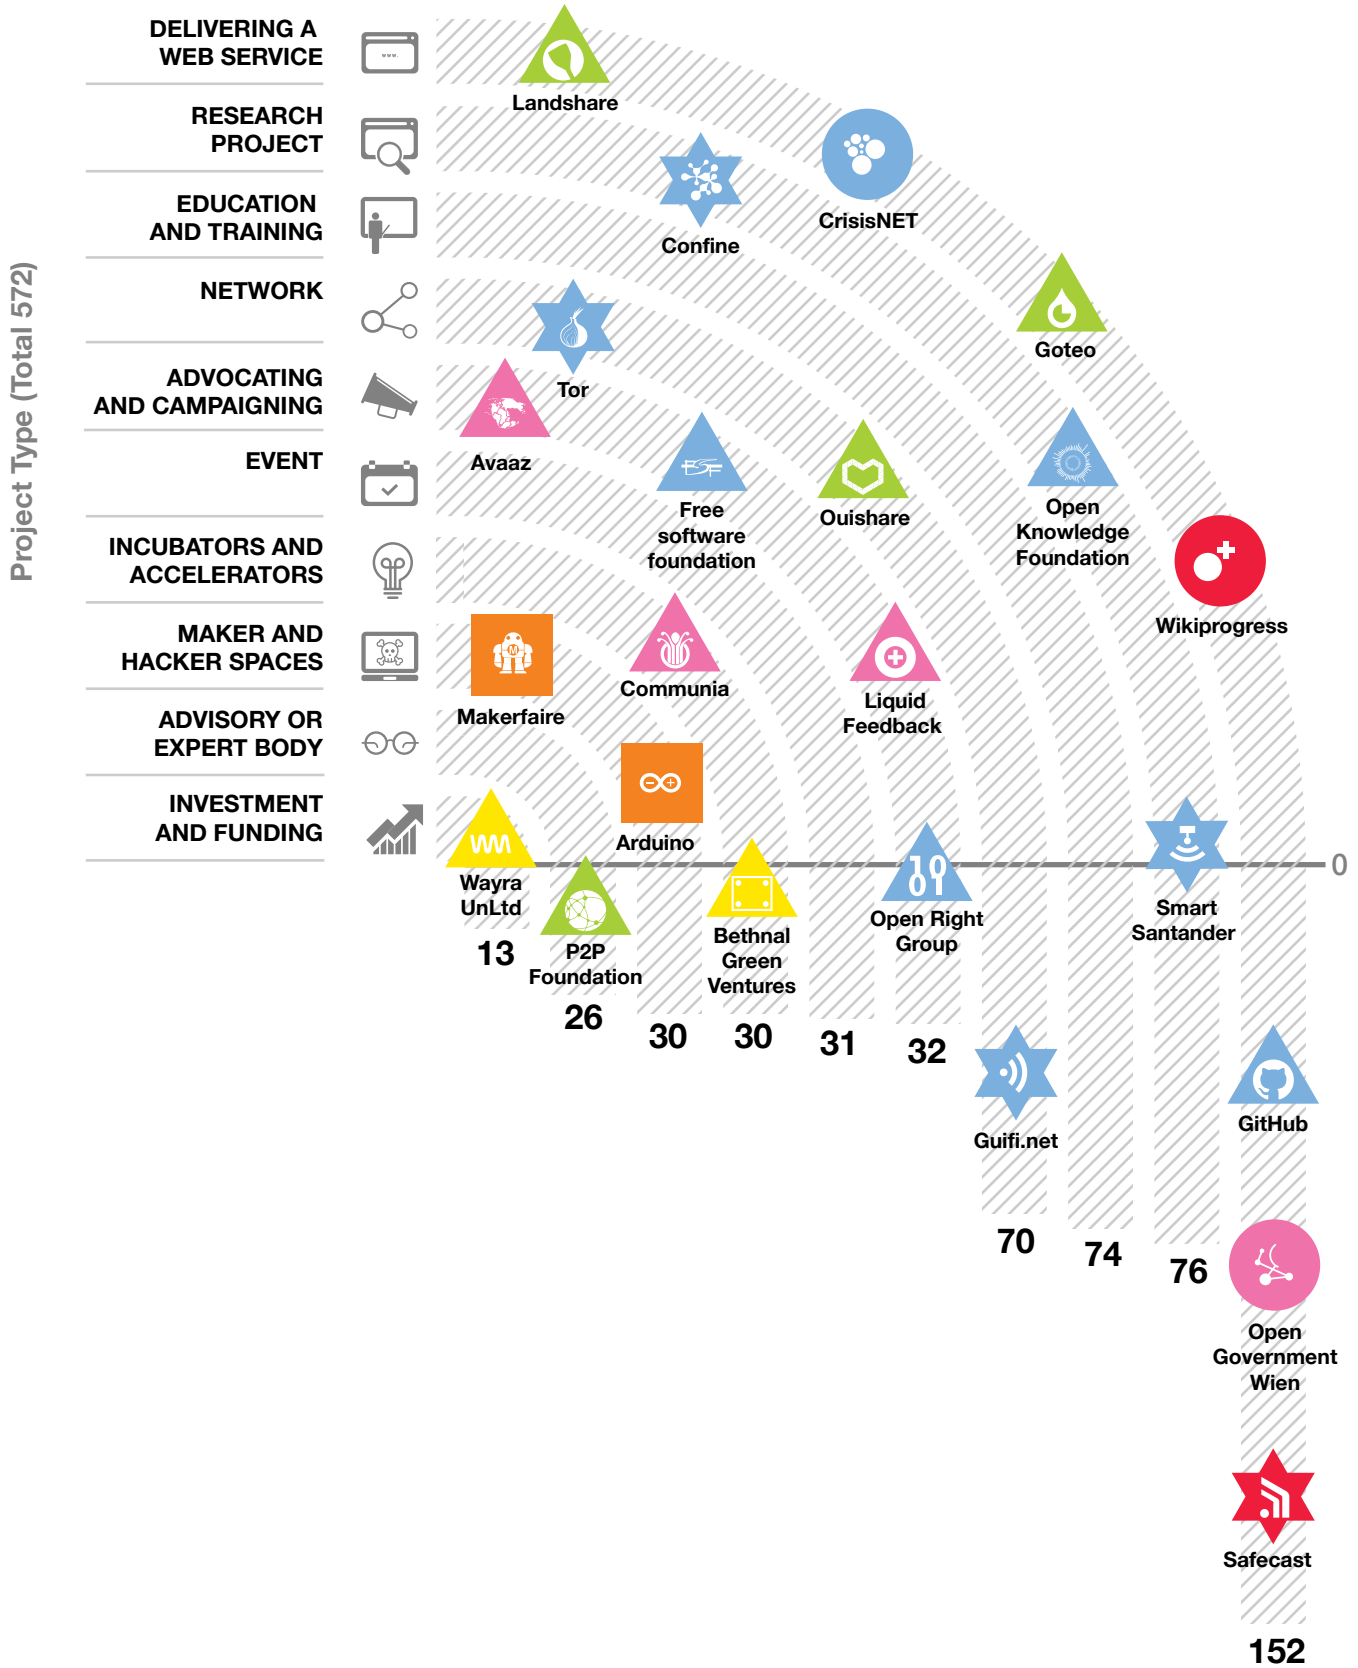 Project Type (Total 572)
DELIVERING A
WEB SERVICE
RESEARCH
PROJECT
EDUCATION
AND TRAINING
NETWORK
ADVOCATING
AND CAMPAIGNING
EVENT
INCUBATORS AND
ACCELERATORS
MAKER AND
HACKER SPACES
ADVISORY OR
EXPERT BODY
INVESTMENT
AND FUNDING
www.
Landshare
CrisisNET
Confine
Goteo
Tor
Avaaz
FSF
Free
software
foundation
Ouishare
Open
Knowledge
Foundation
Wikiprogress
M
Makerfaire
Communia
Liquid
Feedback
Arduino
0
Wayra
UnLtd
P2P
Foundation
Bethnal
Green
Ventures
10
01
Open Right
Group
Smart
Santander
Guifi.net
GitHub
Open
Government
Wien
Safecast
13
26
30
30
31
32
70
74
76
152